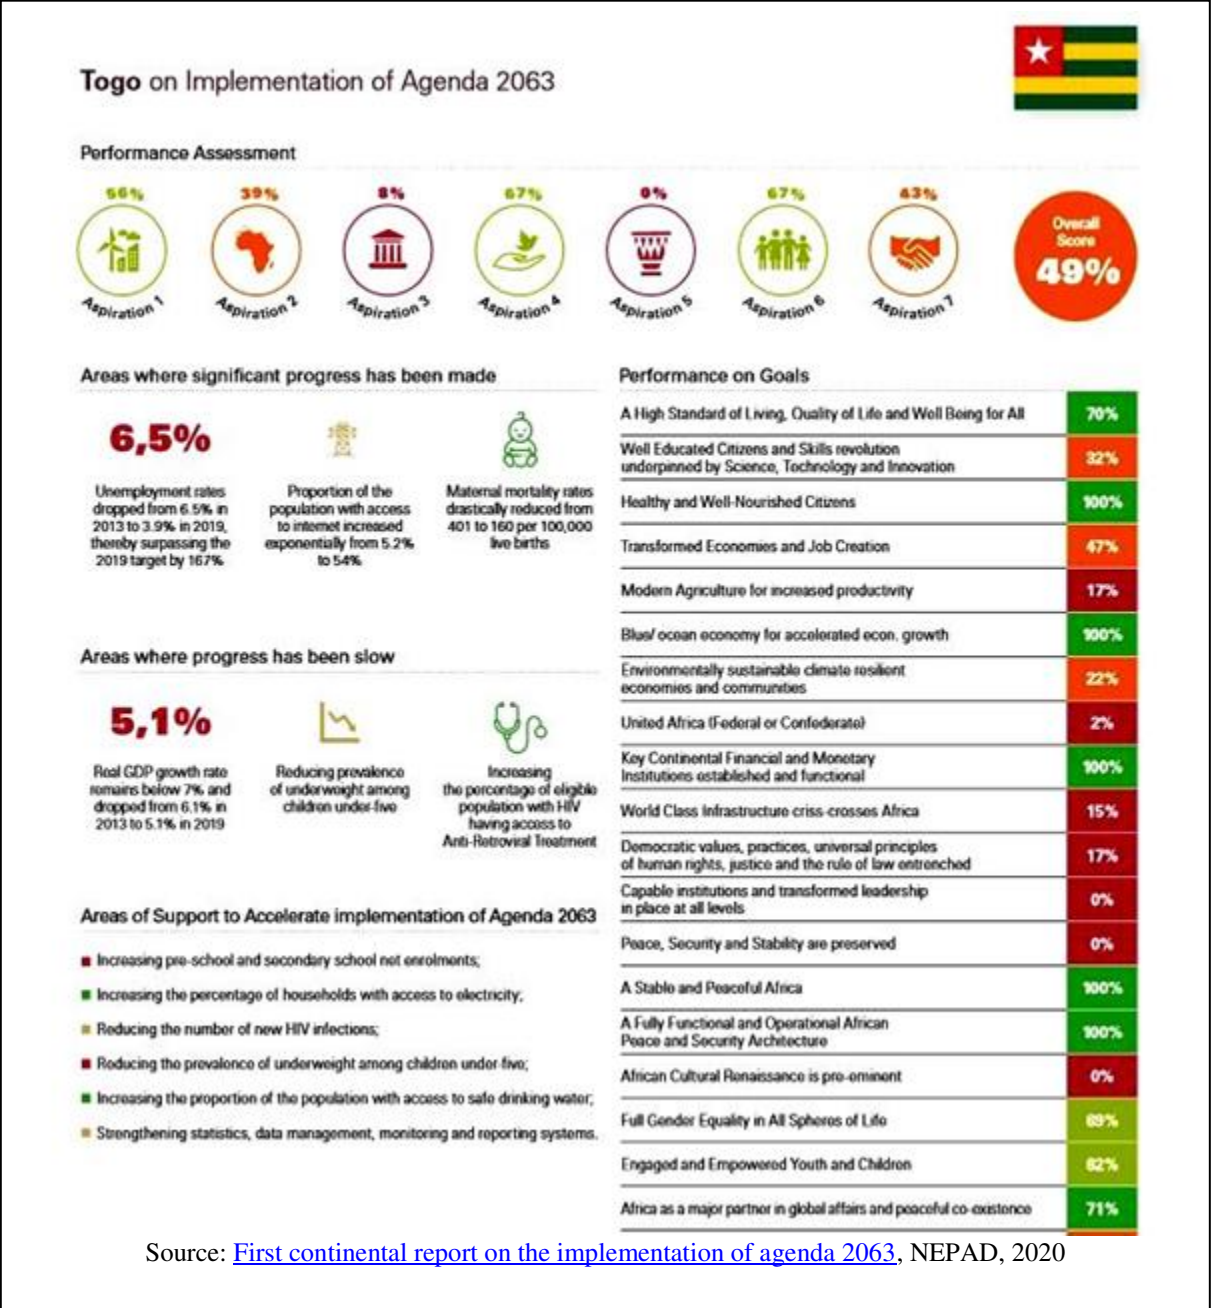 Togo on Implementation of Agenda 2063
Performance Assessment
56%
39%
8%
67%
0%
67%
43%
Overall
Score
49%
Aspiration 1
Aspiration 2
Aspiration 3
Aspiration 4
Aspiration 5
Aspiration 6
Aspiration 7
Areas where significant progress has been made
6,5%
Unemployment rates
dropped from 6.5% in
2013 to 3.9% in 2019,
thereby surpassing the
2019 target by 167%
Proportion of the
population with access
to internet increased
exponentially from 5.2%
to 54%
Maternal mortality rates
drastically reduced from
401 to 160 per 100,000
live births
Areas where progress has been slow
5,1%
Real GDP growth rate
remains below 7% and
dropped from 6.1% in
2013 to 5.1% in 2019
Reducing prevalence
of underweight among
children under-five
Increasing
the percentage of eligible
population with HIV
having access to
Anti-Retroviral Treatment
Areas of Support to Accelerate implementation of Agenda 2063
Increasing pre-school and secondary school net enrolments;
Increasing the percentage of households with access to electricity;
Reducing the number of new HIV infections;
Reducing the prevalence of underweight among children under-five;
Increasing the proportion of the population with access to safe drinking water;
Strengthening statistics, data management, monitoring and reporting systems.
Performance on Goals
A High Standard of Living, Quality of Life and Well Being for All 70%
Well Educated Citizens and Skills revolution
underpinned by Science, Technology and Innovation 32%
Healthy and Well-Nourished Citizens 100%
Transformed Economies and Job Creation 47%
Modern Agriculture for increased productivity 17%
Blue/ ocean economy for accelerated econ. growth 100%
Environmentally sustainable climate resilient
economies and communities 22%
United Africa (Federal or Confederate) 2%
Key Continental Financial and Monetary
Institutions established and functional 100%
World Class Infrastructure criss-crosses Africa 15%
Democratic values, practices, universal principles
of human rights, justice and the rule of law entrenched 17%
Capable institutions and transformed leadership
in place at all levels 0%
Peace, Security and Stability are preserved 0%
A Stable and Peaceful Africa 100%
A Fully Functional and Operational African
Peace and Security Architecture 100%
African Cultural Renaissance is pre-eminent 0%
Full Gender Equality in All Spheres of Life 69%
Engaged and Empowered Youth and Children 62%
Africa as a major partner in global affairs and peaceful co-existence 71%
Source: First continental report on the implementation of agenda 2063, NEPAD, 2020